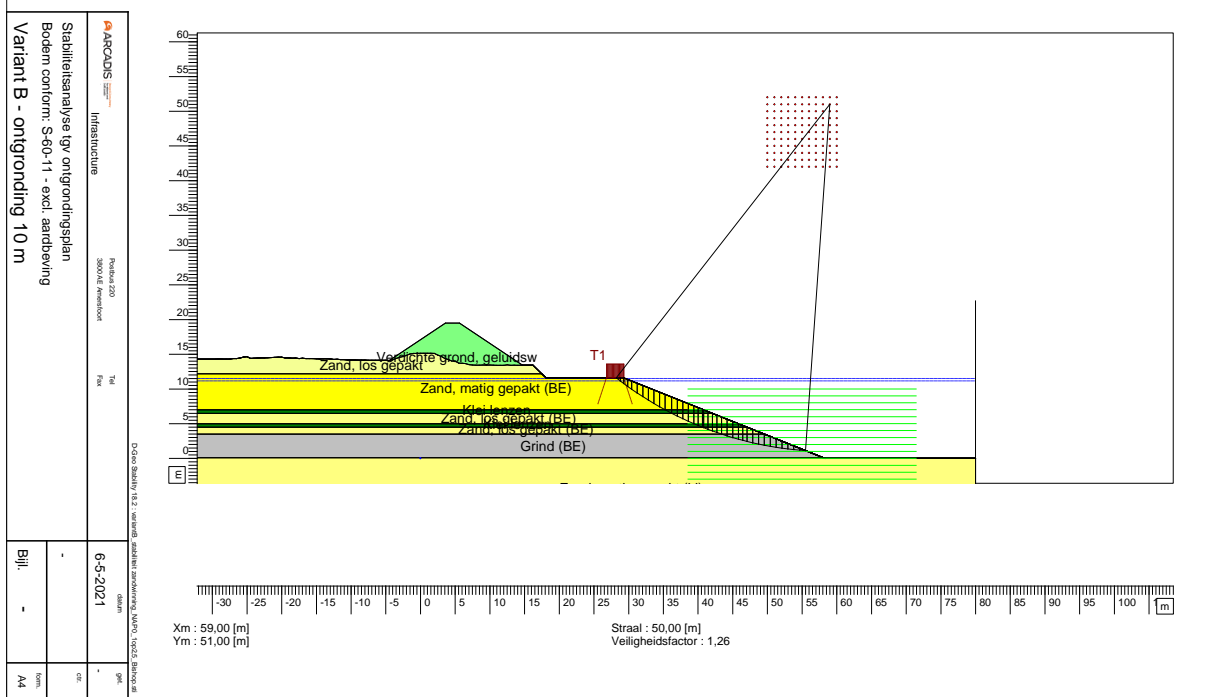 ARCADIS
Infrastructure
Postbus 220
3800 AE Amersfoort
Tel
Fax
Stabiliteitsanalyse tgv ontgrondingsplan
Bodem conform: S-60-11 - excl. aardbeving
Variant B - ontgronding 10 m
datum
6-5-2021
get.
-
-
ctr.
Bijl.
-
form.
A4
60
55
50
45
40
35
30
25
20
15
10
5
0
m
T1
Verdichte grond, geluidsw
Zand, los gepakt
Zand, matig gepakt (BE)
Klei lenzen
Zand, los gepakt (BE)
Zand, los gepakt (BE)
Grind (BE)
-30 -25 -20 -15 -10 -5 0 5 10 15 20 25 30 35 40 45 50 55 60 65 70 75 80 85 90 95 100
m
Xm : 59,00 [m]
Ym : 51,00 [m]
Straal : 50,00 [m]
Veiligheidsfactor : 1,26